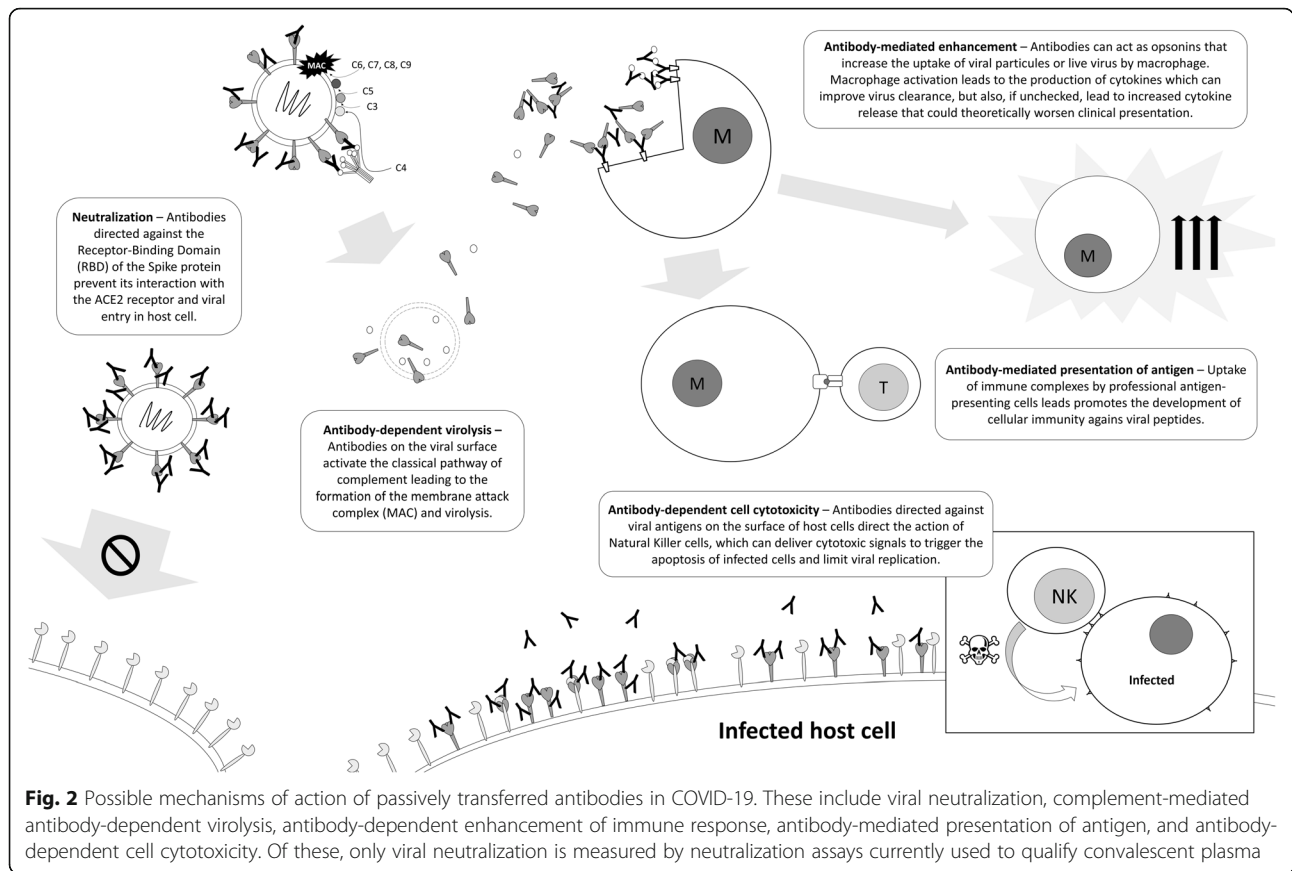 MAC
C6, C7, C8, C9
C5
C3
C4
M
Antibody-mediated enhancement – Antibodies can act as opsonins that
increase the uptake of viral particules or live virus by macrophage.
Macrophage activation leads to the production of cytokines which can
improve virus clearance, but also, if unchecked, lead to increased cytokine
release that could theoretically worsen clinical presentation.
M
Neutralization – Antibodies
directed against the
Receptor-Binding Domain
(RBD) of the Spike protein
prevent its interaction with
the ACE2 receptor and viral
entry in host cell.
M
T
Antibody-mediated presentation of antigen – Uptake
of immune complexes by professional antigen-
presenting cells leads promotes the development of
cellular immunity agains viral peptides.
Antibody-dependent virolysis –
Antibodies on the viral surface
activate the classical pathway of
complement leading to the
formation of the membrane attack
complex (MAC) and virolysis.
Antibody-dependent cell cytotoxicity – Antibodies directed against
viral antigens on the surface of host cells direct the action of
Natural Killer cells, which can deliver cytotoxic signals to trigger the
apoptosis of infected cells and limit viral replication.
NK
Infected
Infected host cell
Fig. 2 Possible mechanisms of action of passively transferred antibodies in COVID-19. These include viral neutralization, complement-mediated
antibody-dependent virolysis, antibody-dependent enhancement of immune response, antibody-mediated presentation of antigen, and antibody-
dependent cell cytotoxicity. Of these, only viral neutralization is measured by neutralization assays currently used to qualify convalescent plasma